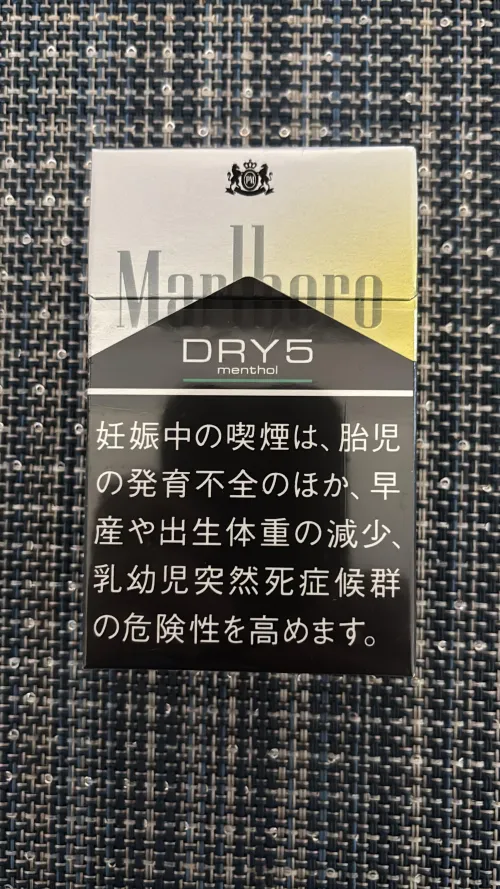 PM
Marlboro
DRY5
menthol
妊娠中の喫煙は、胎児
の発育不全のほか、早
産や出生体重の減少、
乳幼児突然死症候群
の危険性を高めます。